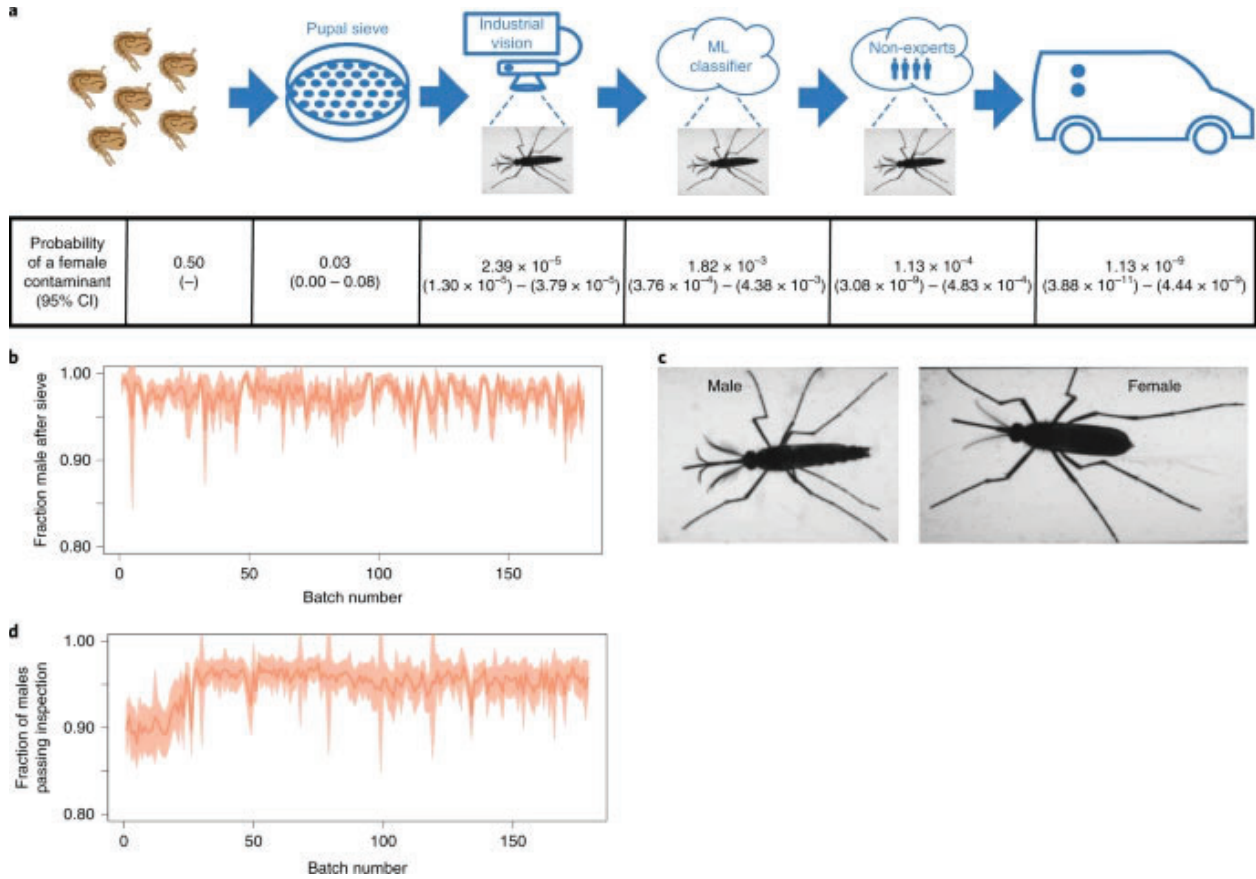 a
Pupal sieve
Industrial
vision
ML
classifier
Non-experts
Probability
of a female
contaminant
(95% CI)
0.50
(–)
0.03
(0.00 – 0.08)
2.39 × 10⁻⁵
(1.30 × 10⁻⁵) – (3.79 × 10⁻⁵)
1.82 × 10⁻³
(3.76 × 10⁻⁴) – (4.38 × 10⁻³)
1.13 × 10⁻⁴
(3.08 × 10⁻⁹) – (4.83 × 10⁻⁴)
1.13 × 10⁻⁹
(3.88 × 10⁻¹¹) – (4.44 × 10⁻⁹)
b
Fraction male after sieve
1.00
0.90
0.80
0
50
100
150
Batch number
c
Male
Female
d
Fraction of males
passing inspection
1.00
0.90
0.80
0
50
100
150
Batch number